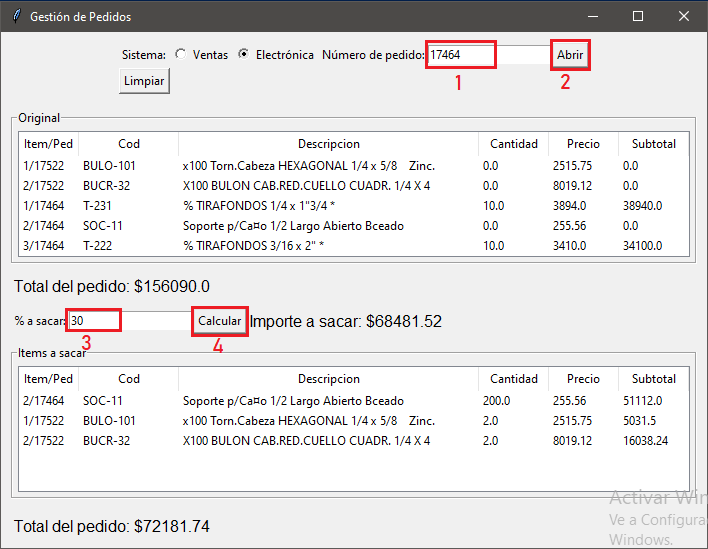 Gestión de Pedidos
Sistema: Ventas Electrónica Número de pedido: 17464 Abrir
1 2
Limpiar
Original
Item/Ped Cod Descripcion Cantidad Precio Subtotal
1/17522 BULO-101 x100 Torn.Cabeza HEXAGONAL 1/4 x 5/8 Zinc. 0.0 2515.75 0.0
2/17522 BUCR-32 X100 BULON CAB.RED.CUELLO CUADR. 1/4 X 4 0.0 8019.12 0.0
1/17464 T-231 % TIRAFONDOS 1/4 x 1"3/4 * 10.0 3894.0 38940.0
2/17464 SOC-11 Soporte p/Ca¤o 1/2 Largo Abierto Bceado 0.0 255.56 0.0
3/17464 T-222 % TIRAFONDOS 3/16 x 2" * 10.0 3410.0 34100.0
Total del pedido: $156090.0
% a sacar: 30 Calcular Importe a sacar: $68481.52
3 4
Items a sacar
Item/Ped Cod Descripcion Cantidad Precio Subtotal
2/17464 SOC-11 Soporte p/Ca¤o 1/2 Largo Abierto Bceado 200.0 255.56 51112.0
1/17522 BULO-101 x100 Torn.Cabeza HEXAGONAL 1/4 x 5/8 Zinc. 2.0 2515.75 5031.5
2/17522 BUCR-32 X100 BULON CAB.RED.CUELLO CUADR. 1/4 X 4 2.0 8019.12 16038.24
Activar Win
Ve a Configura
Windows.
Total del pedido: $72181.74